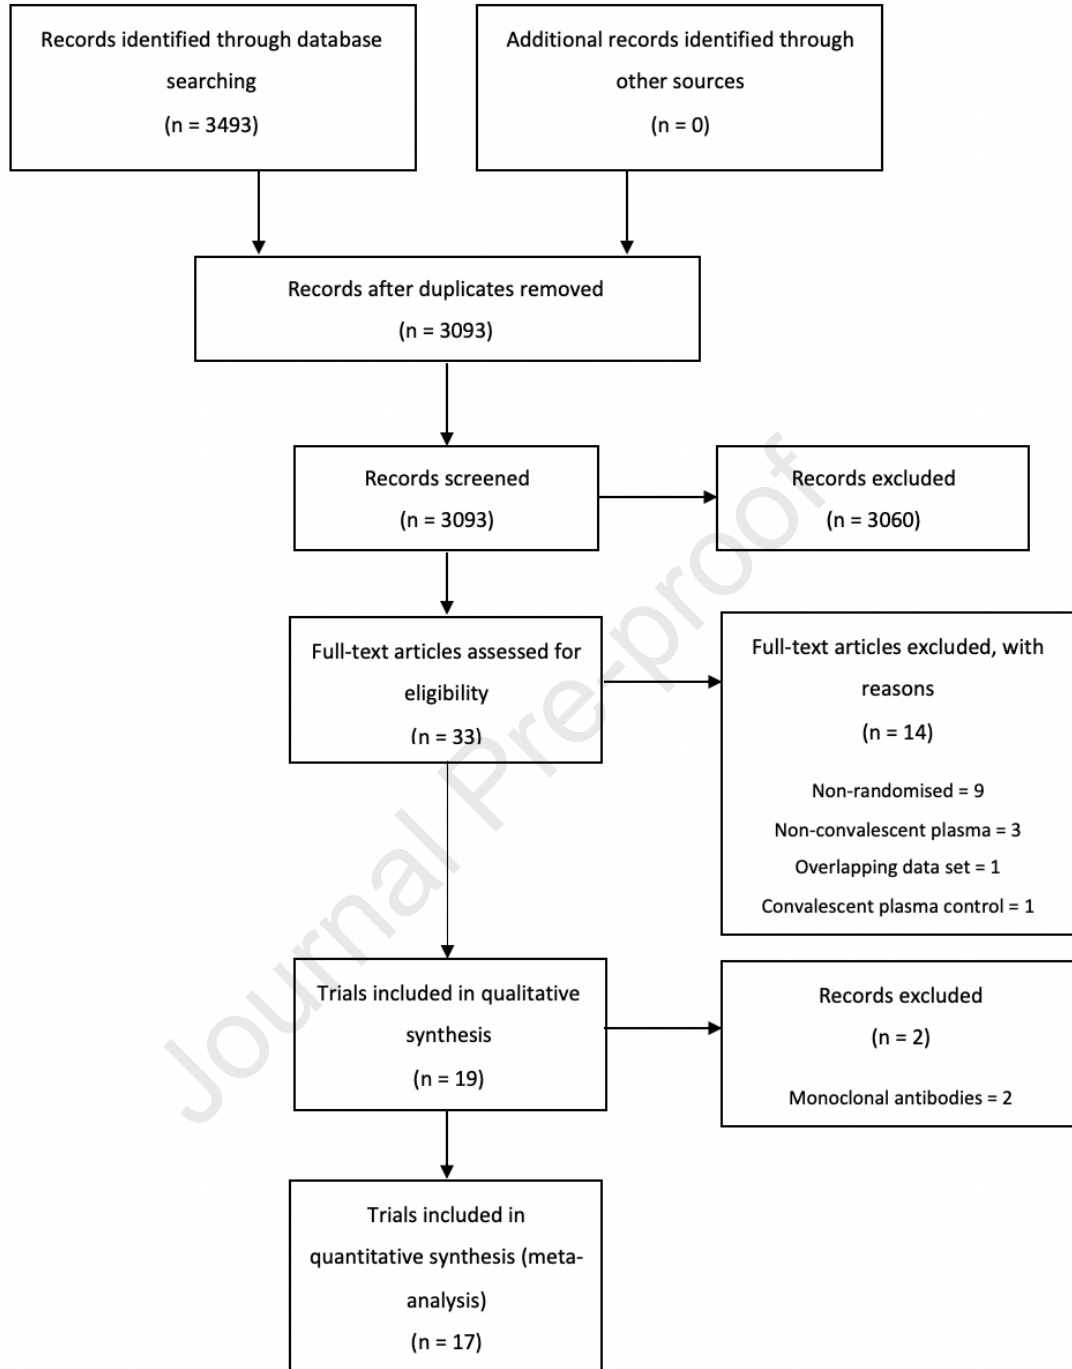 Records identified through database
searching
(n = 3493)
Additional records identified through
other sources
(n = 0)
Records after duplicates removed
(n = 3093)
Records screened
(n = 3093)
Records excluded
(n = 3060)
Full-text articles assessed for
eligibility
(n = 33)
Full-text articles excluded, with
reasons
(n = 14)
Non-randomised = 9
Non-convalescent plasma = 3
Overlapping data set = 1
Convalescent plasma control = 1
Trials included in qualitative
synthesis
(n = 19)
Records excluded
(n = 2)
Monoclonal antibodies = 2
Trials included in
quantitative synthesis (meta-
analysis)
(n = 17)
Journal Pre-proof